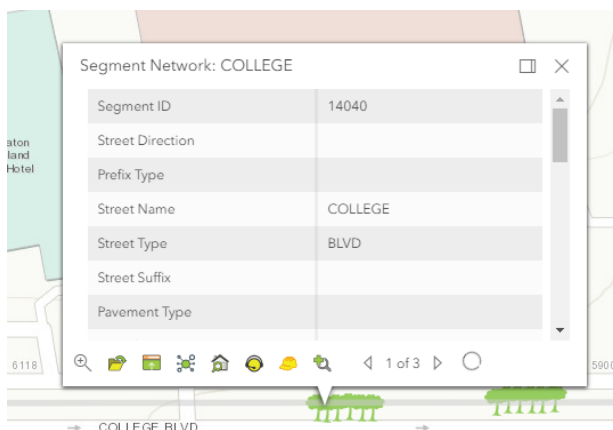 Segment Network: COLLEGE
Segment ID 14040
Street Direction
Prefix Type
Street Name COLLEGE
Street Type BLVD
Street Suffix
Pavement Type
1 of 3
aton
land
Hotel
6118
5900
COLLEGE BLVD